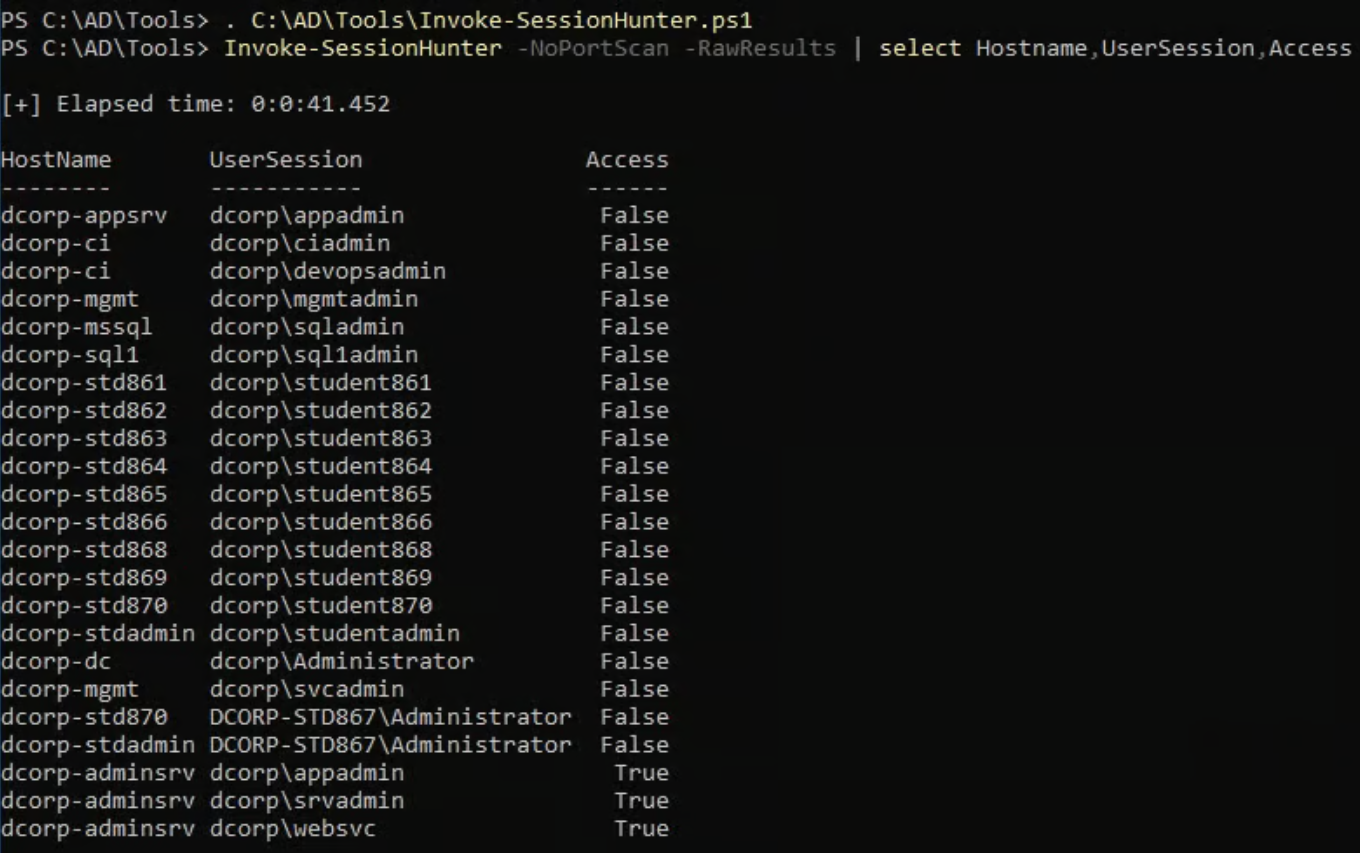 PS C:\AD\Tools> . C:\AD\Tools\Invoke-SessionHunter.ps1
PS C:\AD\Tools> Invoke-SessionHunter -NoPortScan -RawResults | select Hostname,UserSession,Access
[+] Elapsed time: 0:0:41.452
HostName UserSession Access
-------- ----------- ------
dcorp-appsrv dcorp\appadmin False
dcorp-ci dcorp\ciadmin False
dcorp-ci dcorp\devopsadmin False
dcorp-mgmt dcorp\mgmtadmin False
dcorp-mssql dcorp\sqladmin False
dcorp-sql1 dcorp\sql1admin False
dcorp-std861 dcorp\student861 False
dcorp-std862 dcorp\student862 False
dcorp-std863 dcorp\student863 False
dcorp-std864 dcorp\student864 False
dcorp-std865 dcorp\student865 False
dcorp-std866 dcorp\student866 False
dcorp-std868 dcorp\student868 False
dcorp-std869 dcorp\student869 False
dcorp-std870 dcorp\student870 False
dcorp-stdadmin dcorp\studentadmin False
dcorp-dc dcorp\Administrator False
dcorp-mgmt dcorp\svcadmin False
dcorp-std870 DCORP-STD867\Administrator False
dcorp-stdadmin DCORP-STD867\Administrator False
dcorp-adminsrv dcorp\appadmin True
dcorp-adminsrv dcorp\srvadmin True
dcorp-adminsrv dcorp\websvc True